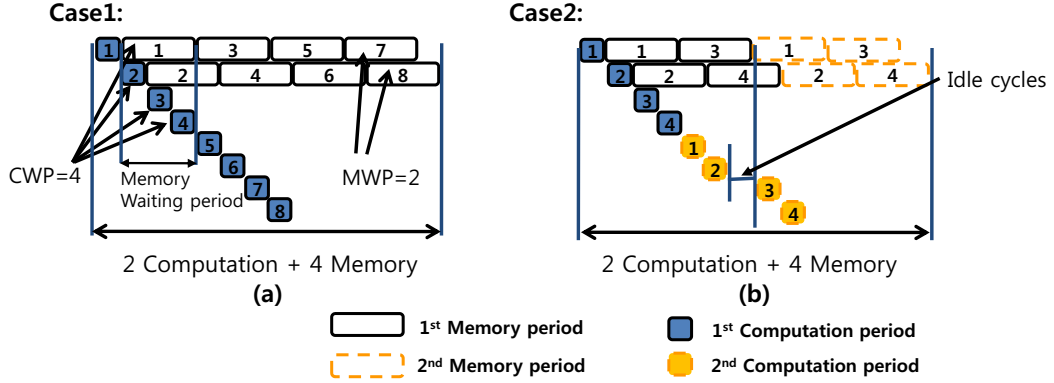 Case1:
1 1 3 5 7
2 2 4 6 8
3
4
5
6
7
8
CWP=4
Memory
Waiting period
MWP=2
2 Computation + 4 Memory
(a)
Case2:
1 1 3 1 3
2 2 4 2 4
Idle cycles
3
4
1
2
3
4
2 Computation + 4 Memory
(b)
1st Memory period
1st Computation period
2nd Memory period
2nd Computation period